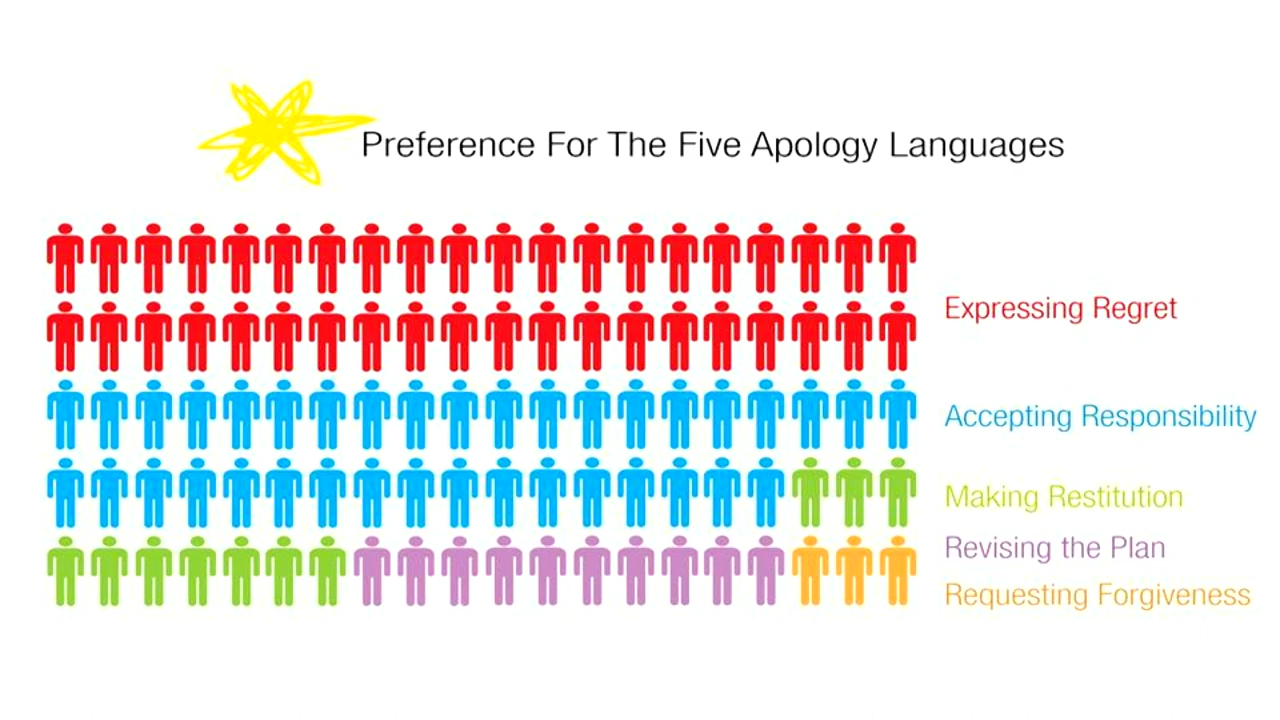 Preference For The Five Apology Languages
Expressing Regret
Accepting Responsibility
Making Restitution
Revising the Plan
Requesting Forgiveness